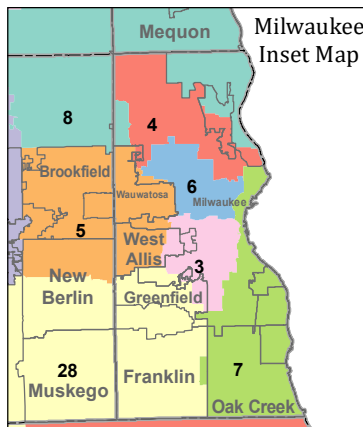 Milwaukee
Inset Map
Mequon
8
4
Brookfield
Wauwatosa
6
Milwaukee
5
West
Allis
3
New
Berlin
Greenfield
28
Muskego
Franklin
7
Oak Creek